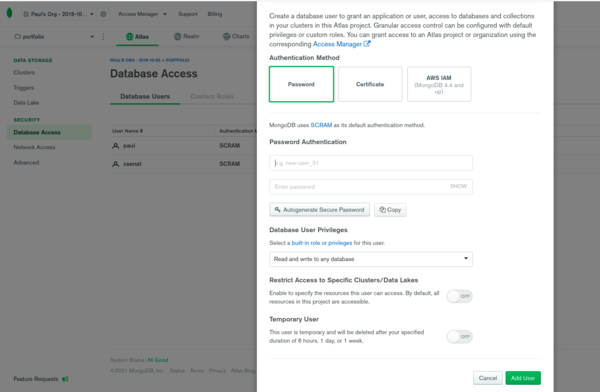 Paul's Org - 2019-10-...
Access Manager
Support
Billing
portfolio
Atlas
Realm
Charts
DATA STORAGE
Clusters
Triggers
Data Lake
SECURITY
Database Access
Network Access
Advanced
Feature Requests
PAUL'S ORG - 2019-10-03 > PORTFOLIO
Database Access
Database Users
Custom Roles
User Name
Authentication M
paul
SCRAM
zeenet
SCRAM
System Status: All Good
©2021 MongoDB, Inc.
Status
Terms
Privacy
Atlas Blog
Create a database user to grant an application or user, access to databases and collections
in your clusters in this Atlas project. Granular access control can be configured with default
privileges or custom roles. You can grant access to an Atlas project or organization using the
corresponding Access Manager
Authentication Method
Password
Certificate
AWS IAM
(MongoDB 4.4 and
up)
MongoDB uses SCRAM as its default authentication method.
Password Authentication
e.g. new-user_31
Enter password
SHOW
Autogenerate Secure Password
Copy
Database User Privileges
Select a built-in role or privileges for this user.
Read and write to any database
Restrict Access to Specific Clusters/Data Lakes
Enable to specify the resources this user can access. By default, all
resources in this project are accessible.
OFF
Temporary User
This user is temporary and will be deleted after your specified
duration of 6 hours, 1 day, or 1 week.
OFF
Cancel
Add User